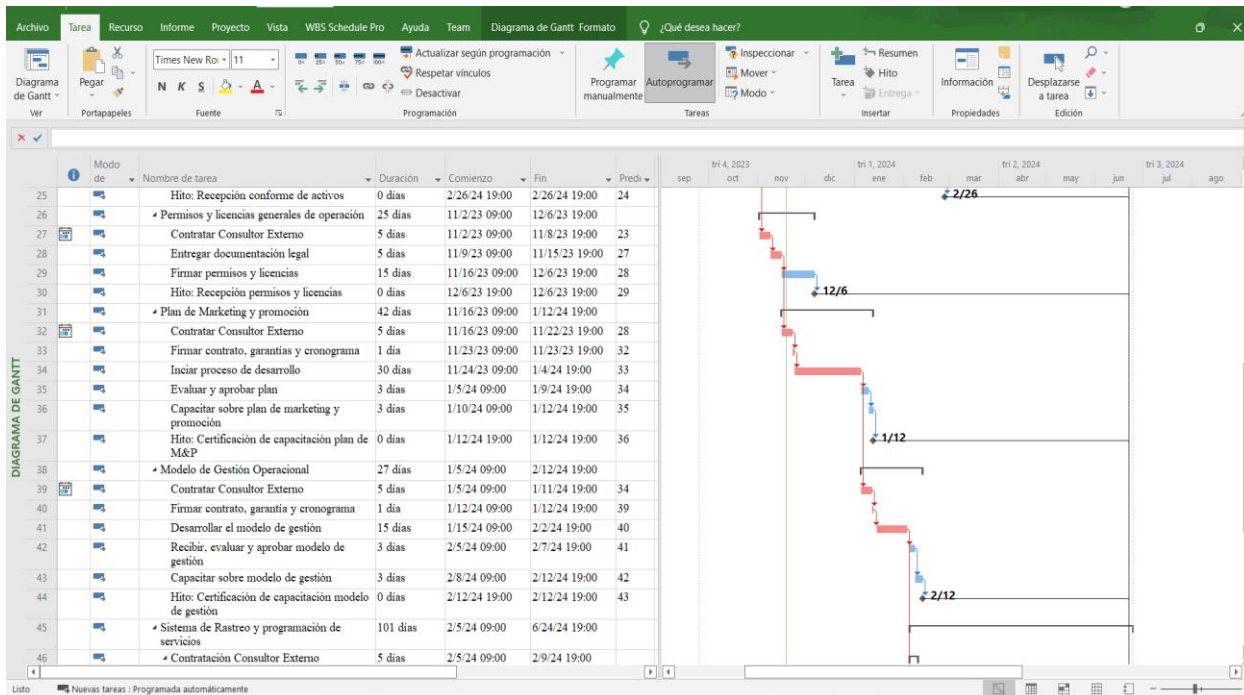 Archivo Tarea Recurso Informe Proyecto Vista WBS Schedule Pro Ayuda Team Diagrama de Gantt Formato ¿Qué desea hacer?
Diagrama de Gantt
Ver
Pegar
Portapapeles
Times New Roi 11
N K S A
Fuente
0% 25% 50% 75% 100%
Actualizar según programación
Respetar vínculos
Desactivar
Programación
Programar manualmente
Autoprogramar
Inspeccionar
Mover
Modo
Tareas
Tarea
Resumen
Hito
Entrega
Insertar
Información
Propiedades
Desplazarse a tarea
Edición
Modo de Nombre de tarea Duración Comienzo Fin Prede
tri 4, 2023 tri 1, 2024 tri 2, 2024 tri 3, 2024
sep oct nov dic ene feb mar abr may jun jul ago
25 Hito: Recepción conforme de activos 0 días 2/26/24 19:00 2/26/24 19:00 24
2/26
26 Permisos y licencias generales de operación 25 días 11/2/23 09:00 12/6/23 19:00
27 Contratar Consultor Externo 5 días 11/2/23 09:00 11/8/23 19:00 23
28 Entregar documentación legal 5 días 11/9/23 09:00 11/15/23 19:00 27
29 Firmar permisos y licencias 15 días 11/16/23 09:00 12/6/23 19:00 28
30 Hito: Recepción permisos y licencias 0 días 12/6/23 19:00 12/6/23 19:00 29
12/6
31 Plan de Marketing y promoción 42 días 11/16/23 09:00 1/12/24 19:00
32 Contratar Consultor Externo 5 días 11/16/23 09:00 11/22/23 19:00 28
33 Firmar contrato, garantías y cronograma 1 día 11/23/23 09:00 11/23/23 19:00 32
34 Inciar proceso de desarrollo 30 días 11/24/23 09:00 1/4/24 19:00 33
35 Evaluar y aprobar plan 3 días 1/5/24 09:00 1/9/24 19:00 34
36 Capacitar sobre plan de marketing y promoción 3 días 1/10/24 09:00 1/12/24 19:00 35
37 Hito: Certificación de capacitación plan de M&P 0 días 1/12/24 19:00 1/12/24 19:00 36
1/12
38 Modelo de Gestión Operacional 27 días 1/5/24 09:00 2/12/24 19:00
39 Contratar Consultor Externo 5 días 1/5/24 09:00 1/11/24 19:00 34
40 Firmar contrato, garantía y cronograma 1 día 1/12/24 09:00 1/12/24 19:00 39
41 Desarrollar el modelo de gestión 15 días 1/15/24 09:00 2/2/24 19:00 40
42 Recibir, evaluar y aprobar modelo de gestión 3 días 2/5/24 09:00 2/7/24 19:00 41
43 Capacitar sobre modelo de gestión 3 días 2/8/24 09:00 2/12/24 19:00 42
44 Hito: Certificación de capacitación modelo de gestión 0 días 2/12/24 19:00 2/12/24 19:00 43
2/12
45 Sistema de Rastreo y programación de servicios 101 días 2/5/24 09:00 6/24/24 19:00
46 Contratación Consultor Externo 5 días 2/5/24 09:00 2/9/24 19:00
DIAGRAMA DE GANTT
Listo Nuevas tareas : Programada automáticamente